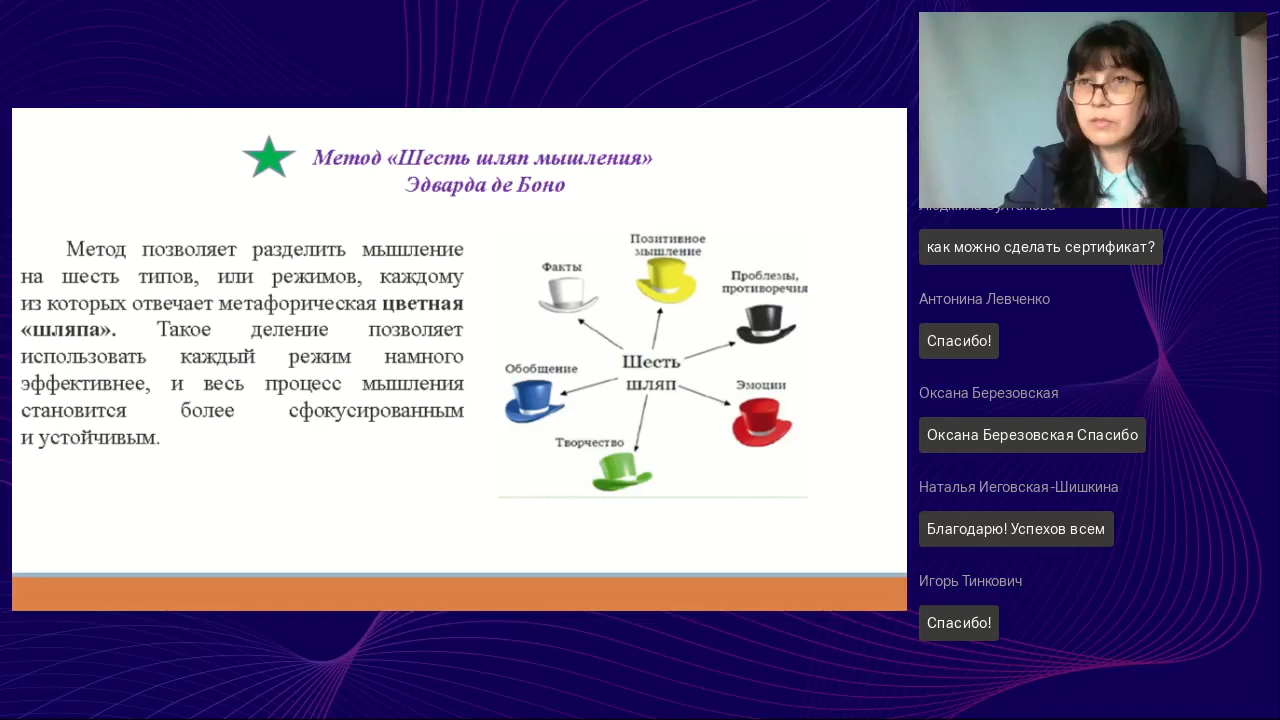 Метод «Шесть шляп мышления»
Эдварда де Боно
Метод позволяет разделить мышление
на шесть типов, или режимов, каждому
из которых отвечает метафорическая цветная
«шляпа». Такое деление позволяет
использовать каждый режим намного
эффективнее, и весь процесс мышления
становится более сфокусированным
и устойчивым.
Позитивное
мышление
Факты
Проблемы,
противоречия
Шесть
шляп
Обобщение
Эмоции
Творчество
Людмила Султанова
как можно сделать сертификат?
Антонина Левченко
Спасибо!
Оксана Березовская
Оксана Березовская Спасибо
Наталья Иеговская-Шишкина
Благодарю! Успехов всем
Игорь Тинкович
Спасибо!